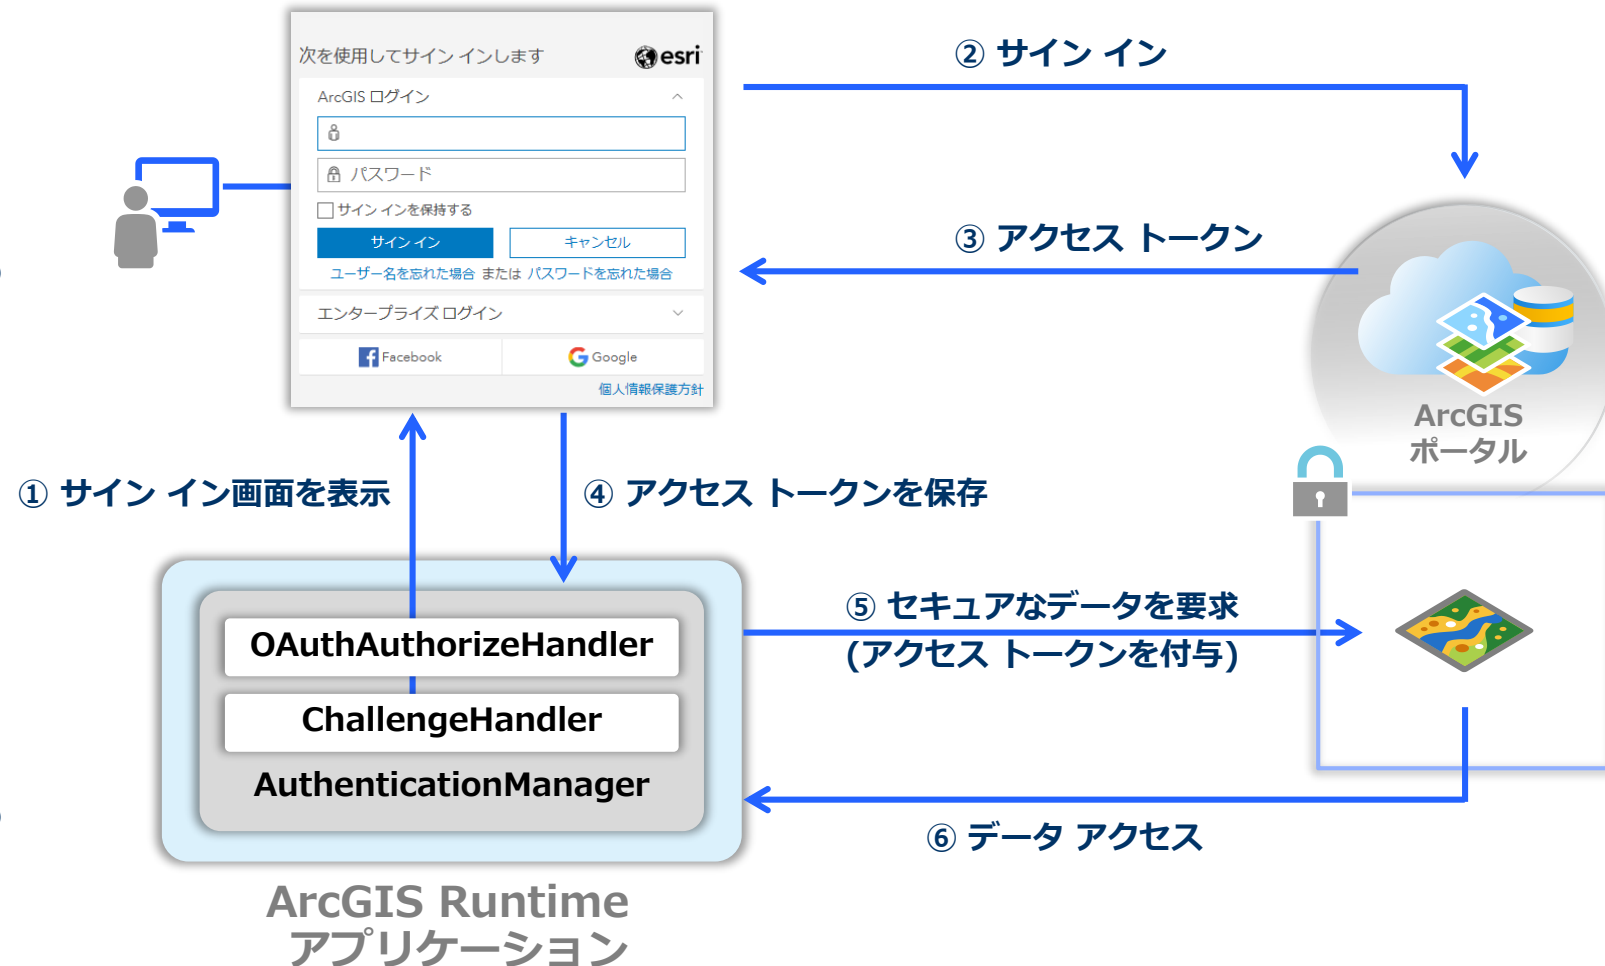 次を使用してサイン インします
esri
ArcGIS ログイン
パスワード
サイン インを保持する
サイン イン
キャンセル
ユーザー名を忘れた場合 または パスワードを忘れた場合
エンタープライズ ログイン
Facebook
Google
個人情報保護方針
② サイン イン
③ アクセス トークン
ArcGIS
ポータル
① サイン イン画面を表示
④ アクセス トークンを保存
OAuthAuthorizeHandler
ChallengeHandler
AuthenticationManager
⑤ セキュアなデータを要求
(アクセス トークンを付与)
⑥ データ アクセス
ArcGIS Runtime
アプリケーション